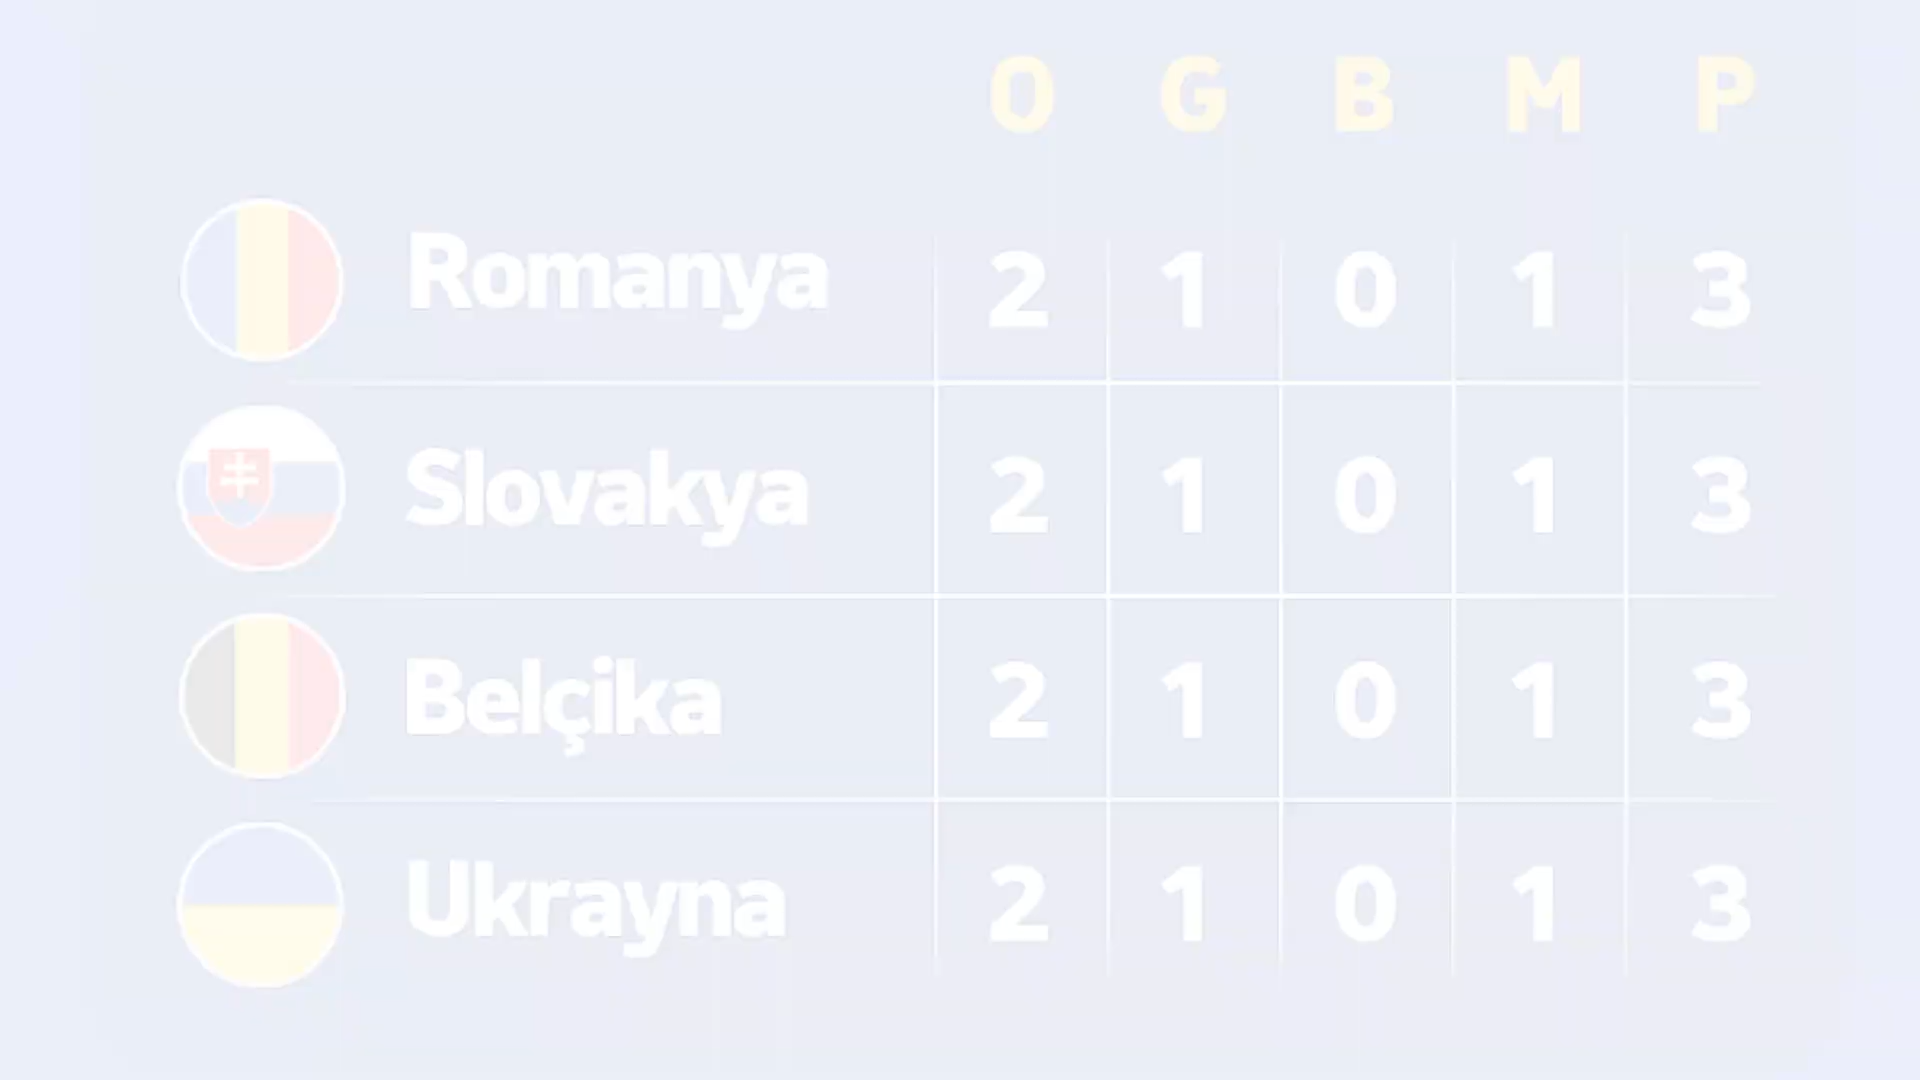 O G B M P
Romanya 2 1 0 1 3
Slovakya 2 1 0 1 3
Belçika 2 1 0 1 3
Ukrayna 2 1 0 1 3